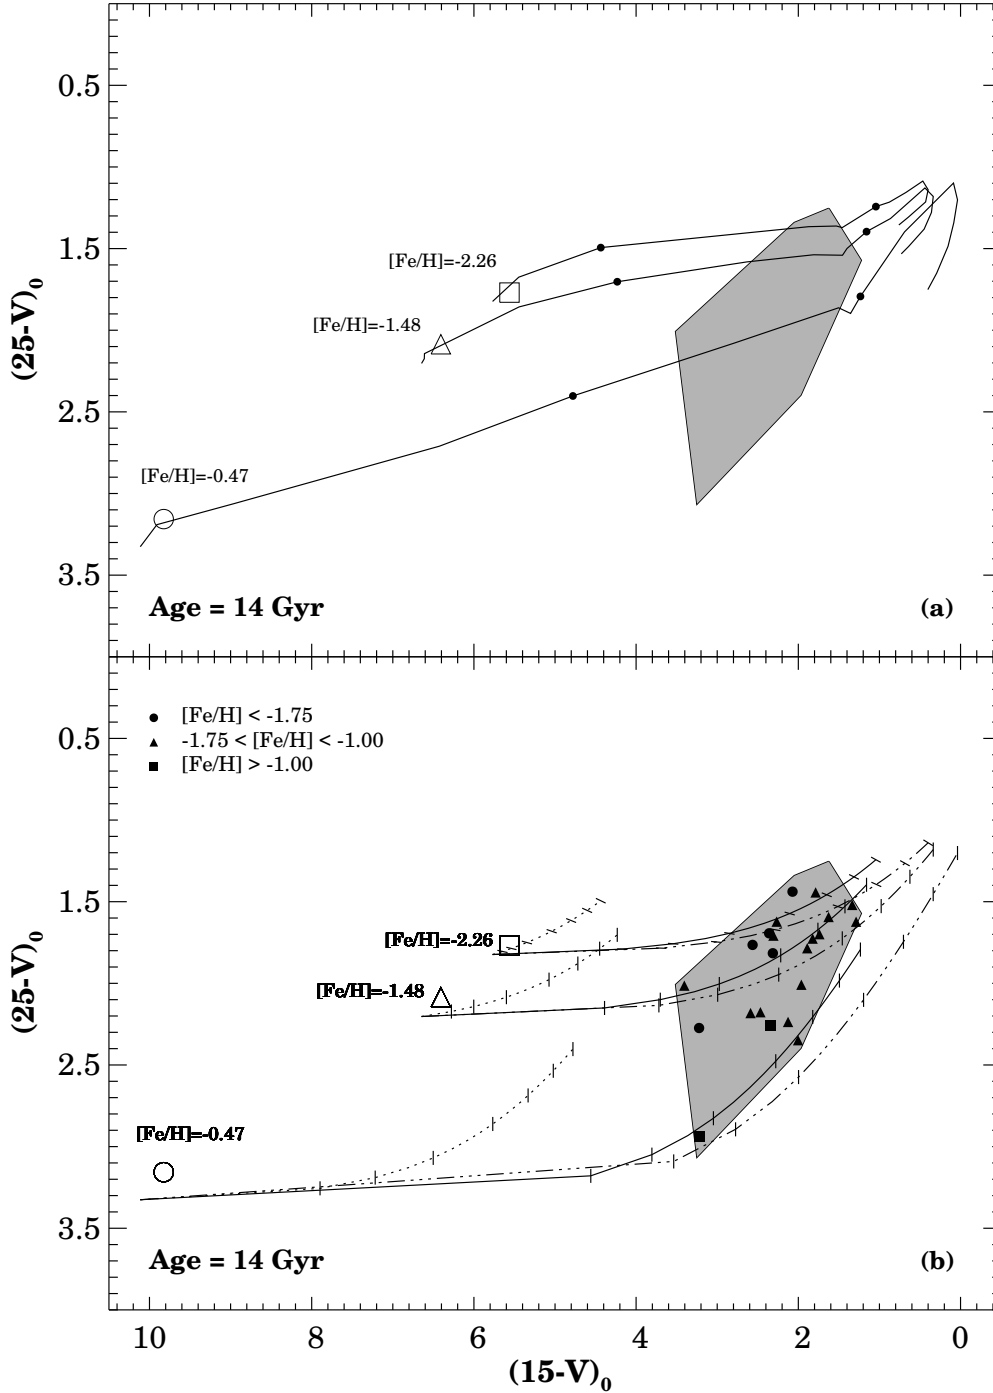 0.5
1.5
2.5
3.5
(25-V)0
[Fe/H]=-2.26
[Fe/H]=-1.48
[Fe/H]=-0.47
Age = 14 Gyr
(a)
[Fe/H] < -1.75
-1.75 < [Fe/H] < -1.00
[Fe/H] > -1.00
0.5
1.5
2.5
3.5
(25-V)0
[Fe/H]=-2.26
[Fe/H]=-1.48
[Fe/H]=-0.47
Age = 14 Gyr
(b)
10 8 6 4 2 0
(15-V)0